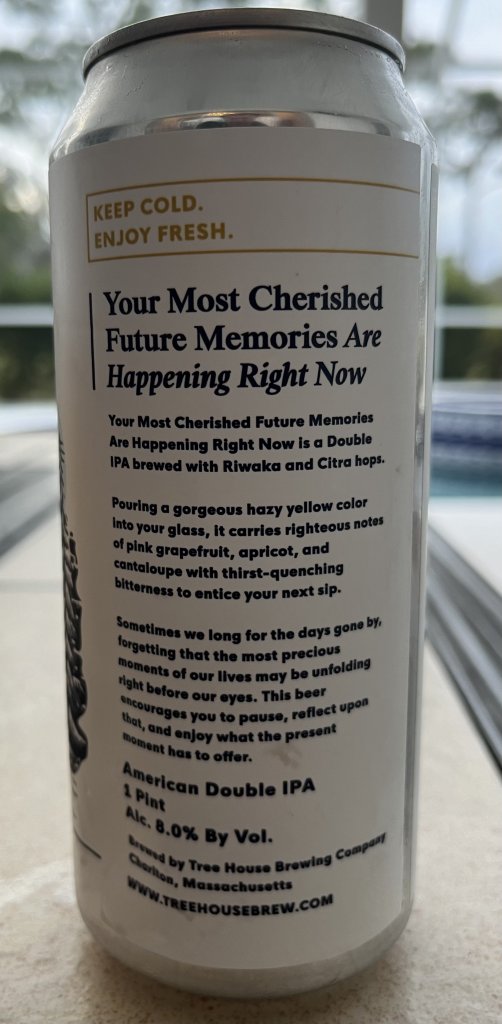 KEEP COLD.
ENJOY FRESH.
Your Most Cherished
Future Memories Are
Happening Right Now
Your Most Cherished Future Memories
Are Happening Right Now is a Double
IPA brewed with Riwaka and Citra hops.
Pouring a gorgeous hazy yellow color
into your glass, it carries righteous notes
of pink grapefruit, apricot, and
cantaloupe with thirst-quenching
bitterness to entice your next sip.
Sometimes we long for the days gone by,
forgetting that the most precious
moments of our lives may be unfolding
right before our eyes. This beer
encourages you to pause, reflect upon
that, and enjoy what the present
moment has to offer.
American Double IPA
1 Pint
Alc. 8.0% By Vol.
Brewed by Tree House Brewing Company
Charlton, Massachusetts
WWW.TREEHOUSEBREW.COM